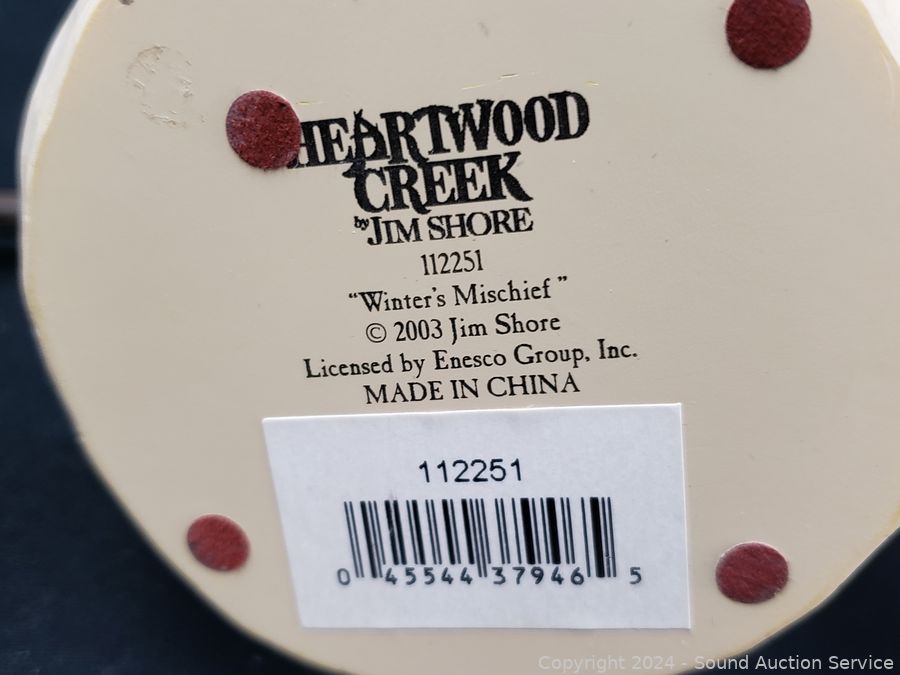 HEARTWOOD
CREEK
by JIM SHORE
112251
"Winter's Mischief"
© 2003 Jim Shore
Licensed by Enesco Group, Inc.
MADE IN CHINA
112251
0 45544 37946 5
Copyright 2024 - Sound Auction Service